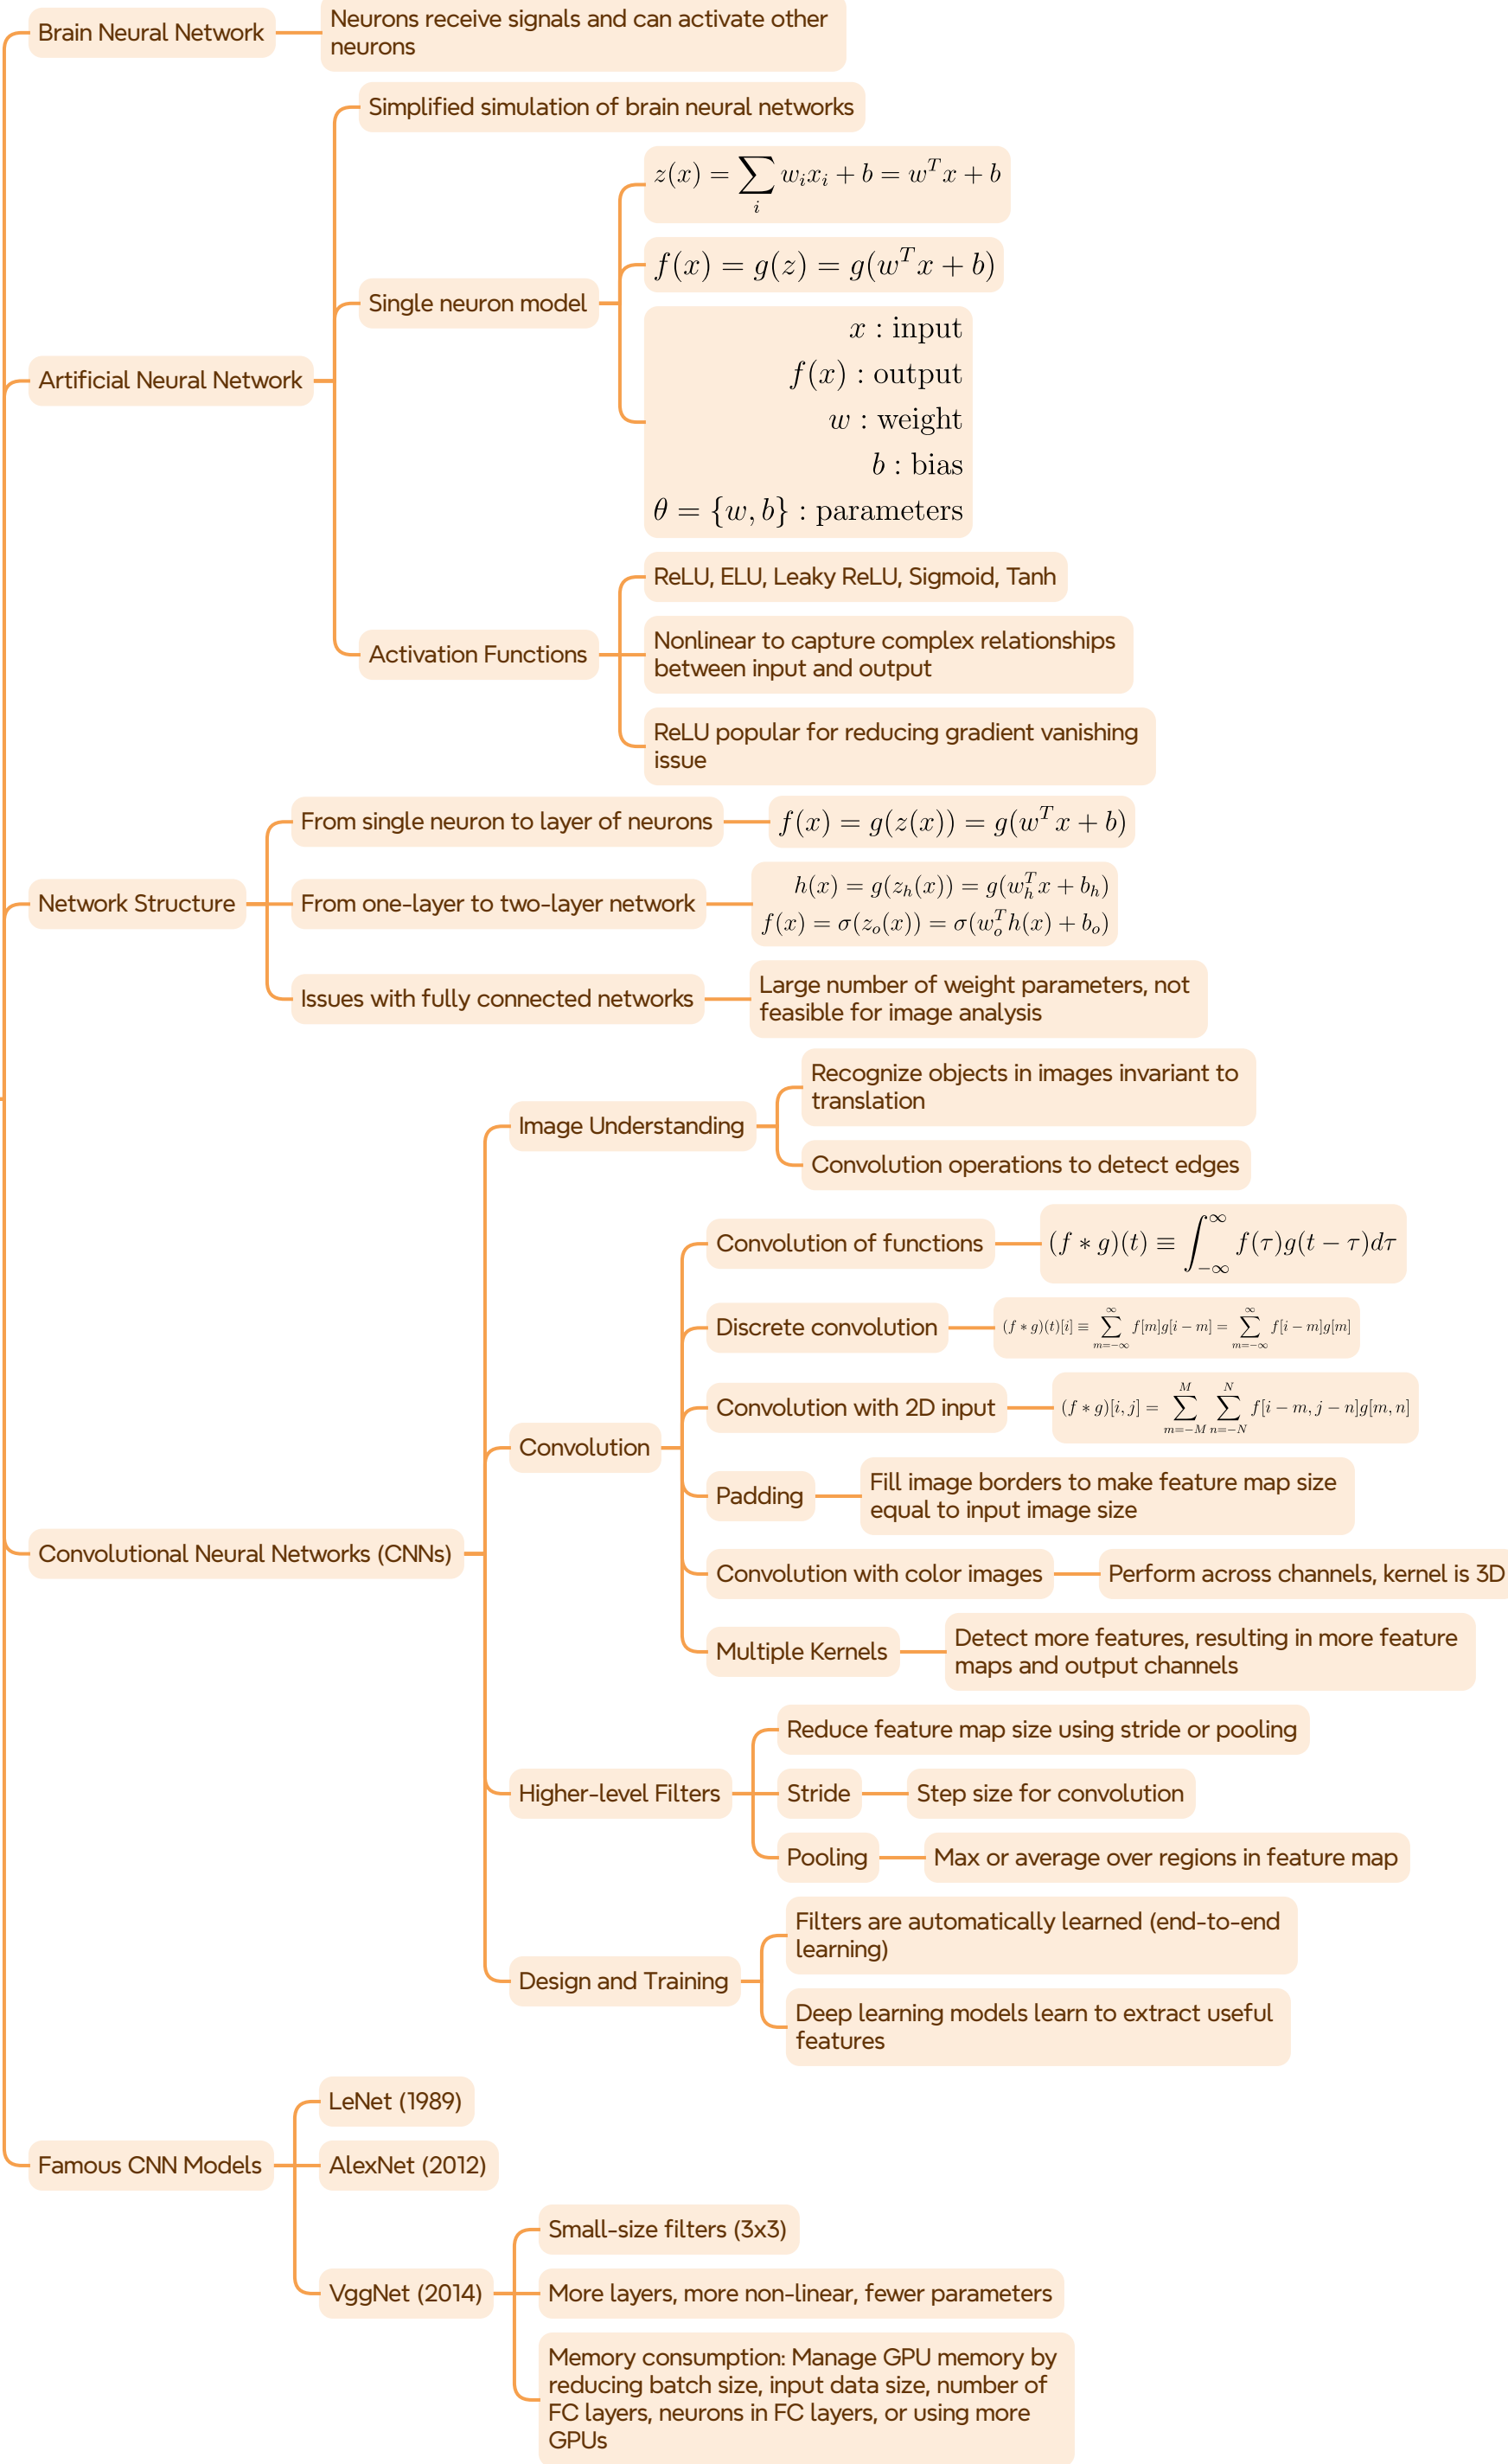 Brain Neural Network
Neurons receive signals and can activate other
neurons
Artificial Neural Network
Simplified simulation of brain neural networks
Single neuron model
z(x) = ∑_i w_i x_i + b = w^T x + b
f(x) = g(z) = g(w^T x + b)
x : input
f(x) : output
w : weight
b : bias
θ = {w, b} : parameters
Activation Functions
ReLU, ELU, Leaky ReLU, Sigmoid, Tanh
Nonlinear to capture complex relationships
between input and output
ReLU popular for reducing gradient vanishing
issue
Network Structure
From single neuron to layer of neurons
f(x) = g(z(x)) = g(w^T x + b)
From one-layer to two-layer network
h(x) = g(z_h(x)) = g(w_h^T x + b_h)
f(x) = σ(z_o(x)) = σ(w_o^T h(x) + b_o)
Issues with fully connected networks
Large number of weight parameters, not
feasible for image analysis
Convolutional Neural Networks (CNNs)
Image Understanding
Recognize objects in images invariant to
translation
Convolution operations to detect edges
Convolution
Convolution of functions
(f ∗ g)(t) ≡ ∫_{-∞}^{∞} f(τ)g(t − τ)dτ
Discrete convolution
(f ∗ g)(t)[i] ≡ ∑_{m=-∞}^{∞} f[m]g[i − m] = ∑_{m=-∞}^{∞} f[i − m]g[m]
Convolution with 2D input
(f ∗ g)[i, j] = ∑_{m=-M}^{M} ∑_{n=-N}^{N} f[i − m, j − n]g[m, n]
Padding
Fill image borders to make feature map size
equal to input image size
Convolution with color images
Perform across channels, kernel is 3D
Multiple Kernels
Detect more features, resulting in more feature
maps and output channels
Higher-level Filters
Reduce feature map size using stride or pooling
Stride
Step size for convolution
Pooling
Max or average over regions in feature map
Design and Training
Filters are automatically learned (end-to-end
learning)
Deep learning models learn to extract useful
features
Famous CNN Models
LeNet (1989)
AlexNet (2012)
VggNet (2014)
Small-size filters (3x3)
More layers, more non-linear, fewer parameters
Memory consumption: Manage GPU memory by
reducing batch size, input data size, number of
FC layers, neurons in FC layers, or using more
GPUs